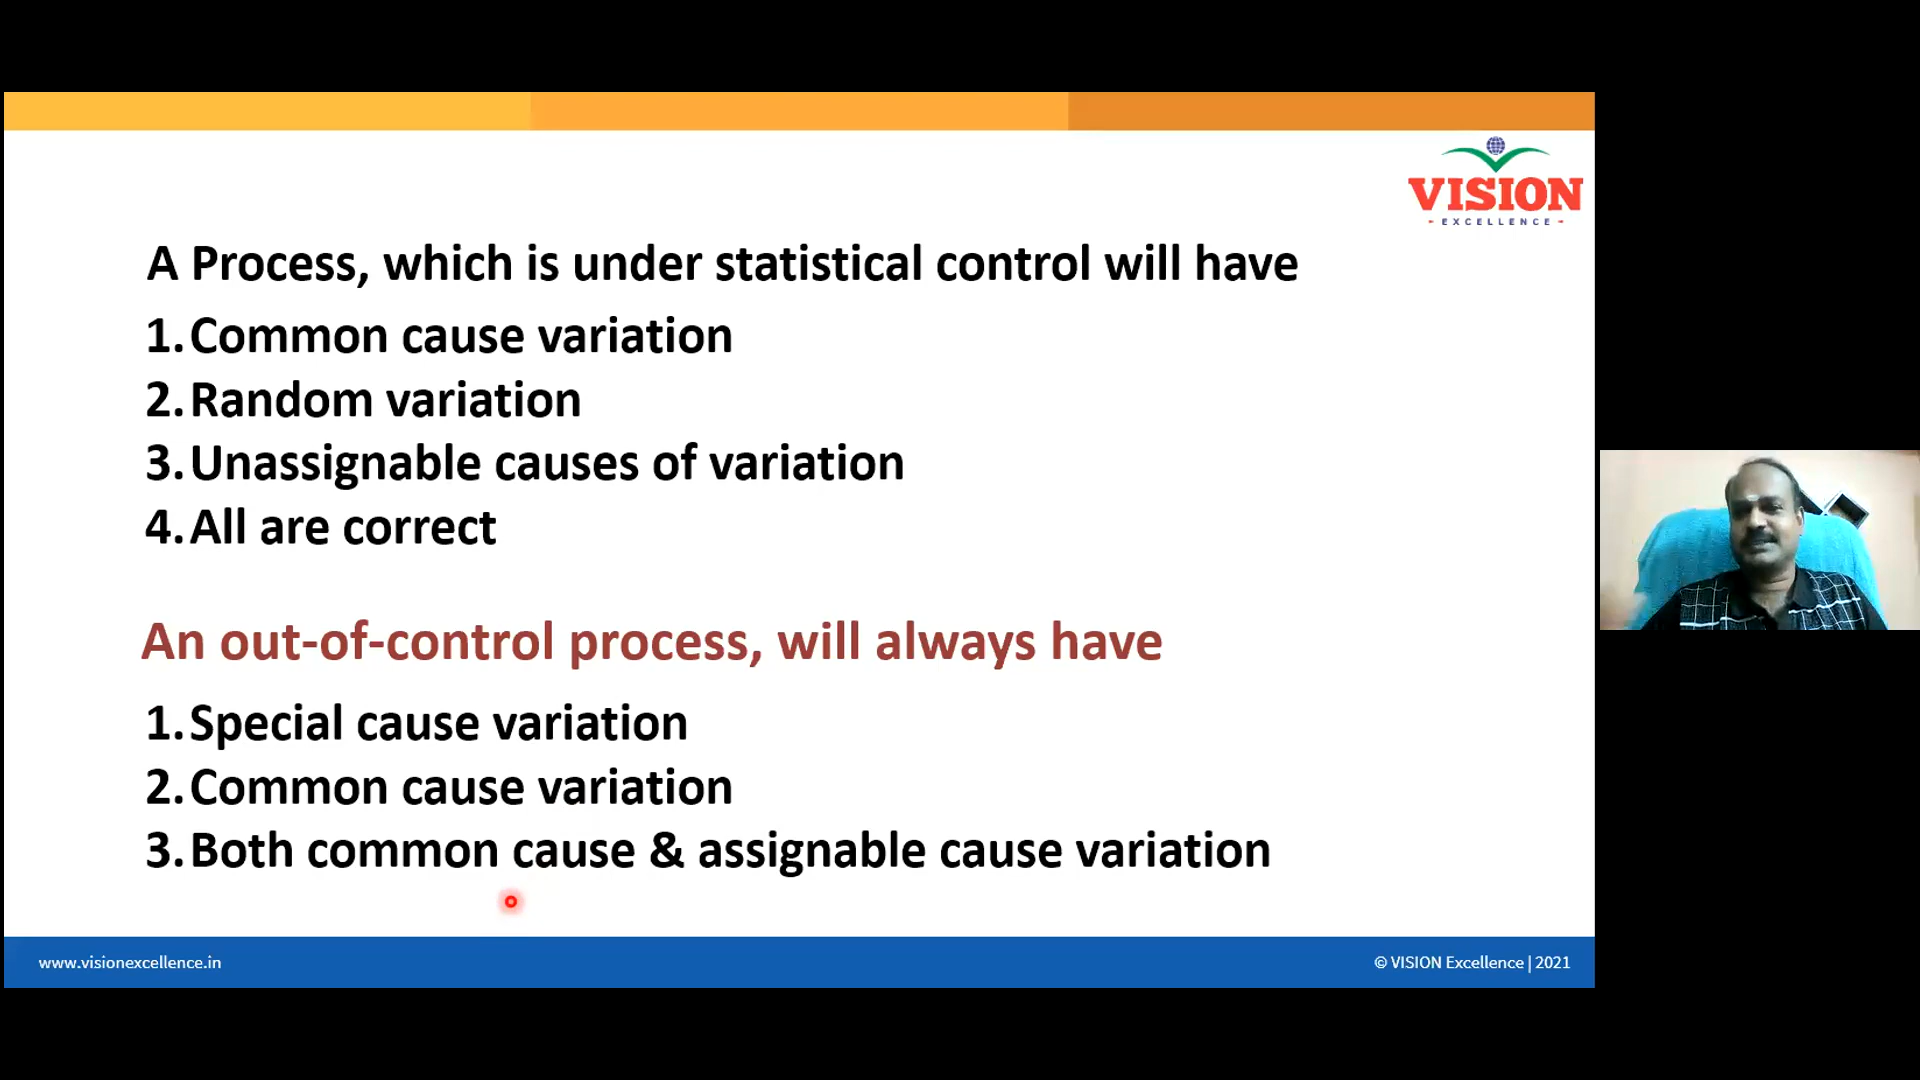 VISION
EXCELLENCE
A Process, which is under statistical control will have
1. Common cause variation
2. Random variation
3. Unassignable causes of variation
4. All are correct
An out-of-control process, will always have
1. Special cause variation
2. Common cause variation
3. Both common cause & assignable cause variation
www.visionexcellence.in
© VISION Excellence | 2021